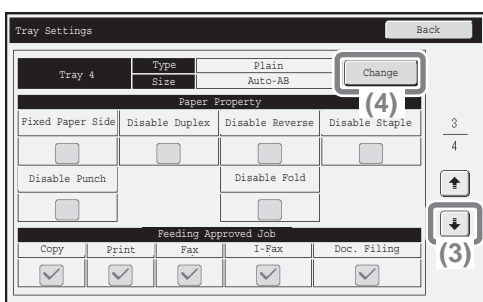 Tray Settings Back
Tray 4 Type Plain Change
Size Auto-AB
(4)
Paper Property
Fixed Paper Side Disable Duplex Disable Reverse Disable Staple
3
4
Disable Punch Disable Fold
(3)
Feeding Approved Job
Copy Print Fax I-Fax Doc. Filing